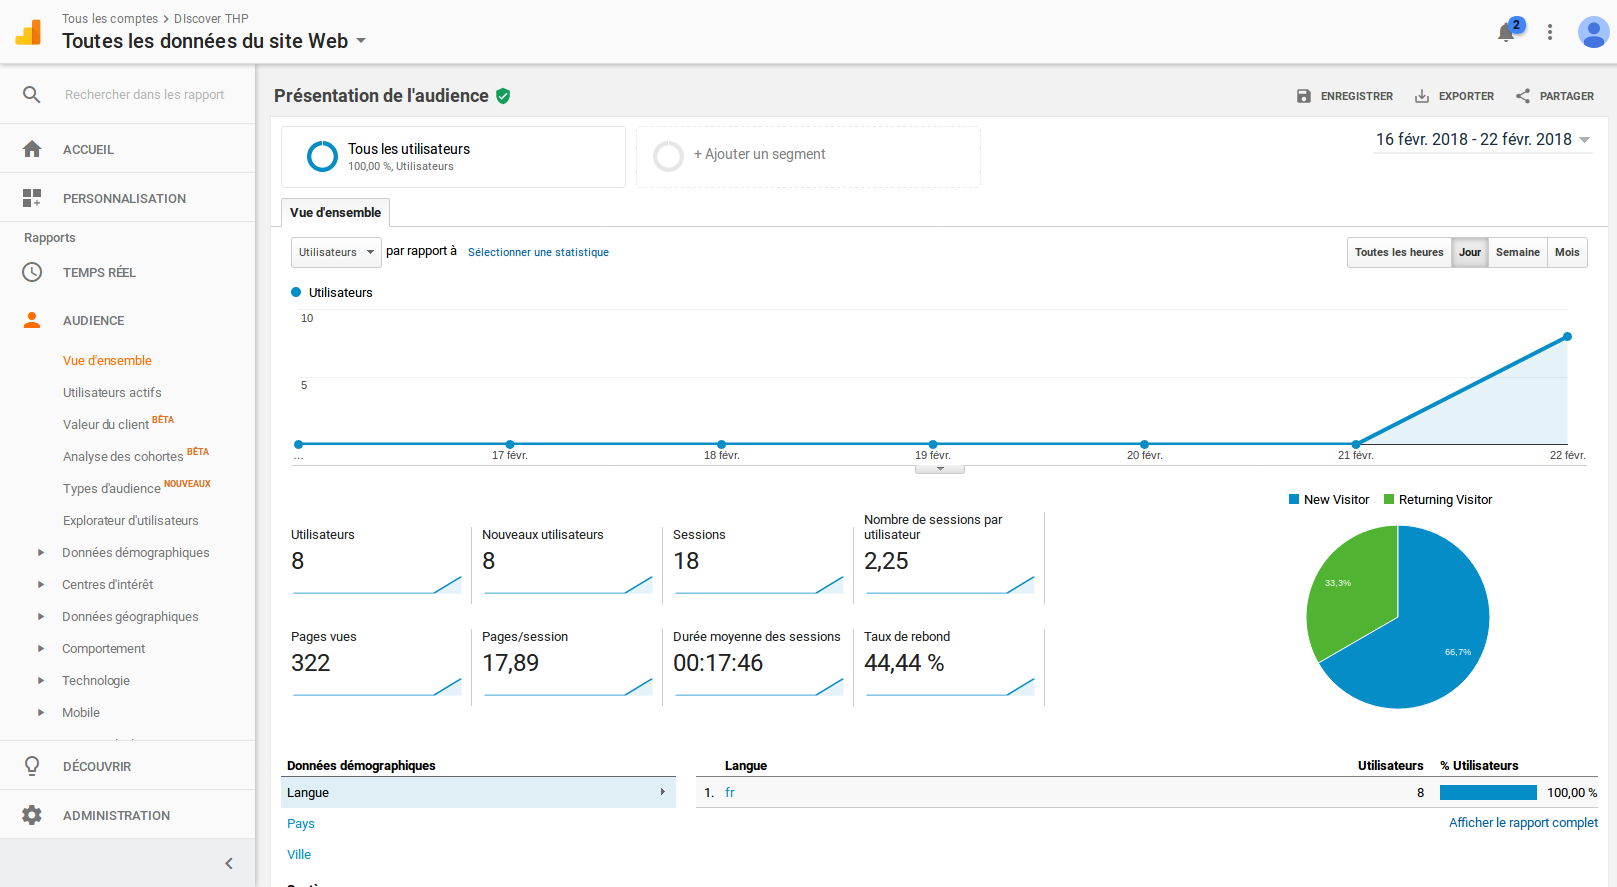 Tous les comptes > DIscover THP
Toutes les données du site Web
2
Rechercher dans les rapport
ACCUEIL
PERSONNALISATION
Rapports
TEMPS RÉEL
AUDIENCE
Vue d'ensemble
Utilisateurs actifs
Valeur du client BÊTA
Analyse des cohortes BÊTA
Types d'audience NOUVEAUX
Explorateur d'utilisateurs
Données démographiques
Centres d'intérêt
Données géographiques
Comportement
Technologie
Mobile
DÉCOUVRIR
ADMINISTRATION
Présentation de l'audience
ENREGISTRER
EXPORTER
PARTAGER
Tous les utilisateurs
100,00 %, Utilisateurs
+ Ajouter un segment
16 févr. 2018 - 22 févr. 2018
Vue d'ensemble
Utilisateurs par rapport à Sélectionner une statistique
Toutes les heures Jour Semaine Mois
Utilisateurs
10
5
... 17 févr. 18 févr. 19 févr. 20 févr. 21 févr. 22 févr.
New Visitor Returning Visitor
33,3%
66,7%
Utilisateurs
8
Nouveaux utilisateurs
8
Sessions
18
Nombre de sessions par
utilisateur
2,25
Pages vues
322
Pages/session
17,89
Durée moyenne des sessions
00:17:46
Taux de rebond
44,44 %
Données démographiques
Langue
Pays
Ville
Langue Utilisateurs % Utilisateurs
1. fr 8 100,00 %
Afficher le rapport complet